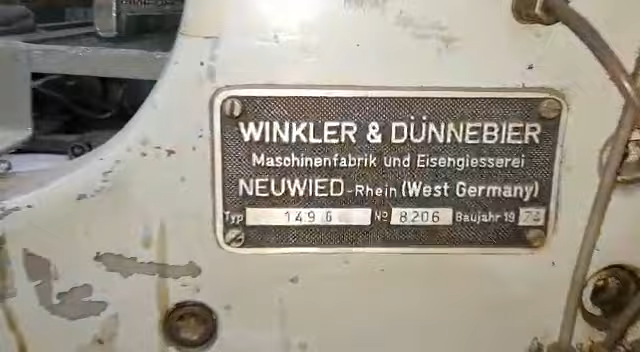 WINKLER & DÜNNEBIER
Maschinenfabrik und Eisengiesserei
NEUWIED-Rhein (West Germany)
Typ 149 6 № 8206 Baujahr 19 74